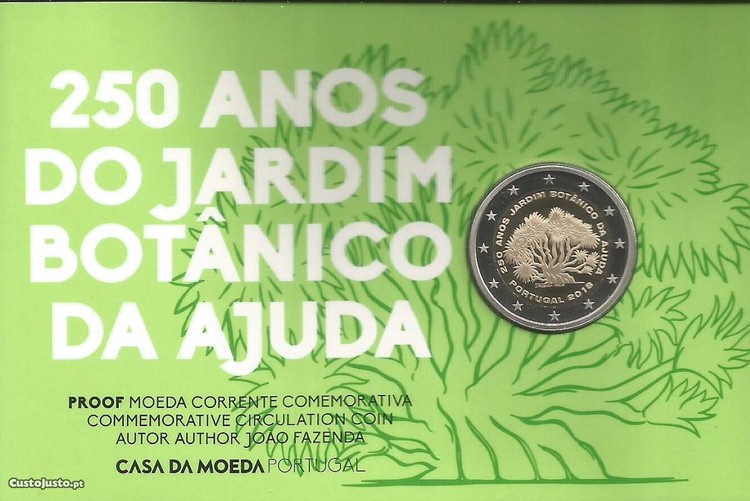 250 ANOS
DO JARDIM
BOTÂNICO
DA AJUDA
PROOF MOEDA CORRENTE COMEMORATIVA
COMMEMORATIVE CIRCULATION COIN
AUTOR AUTHOR JOÃO FAZENDA
CASA DA MOEDA PORTUGAL
250 ANOS JARDIM BOTÂNICO DA AJUDA
PORTUGAL 2018
CustoJusto.pt